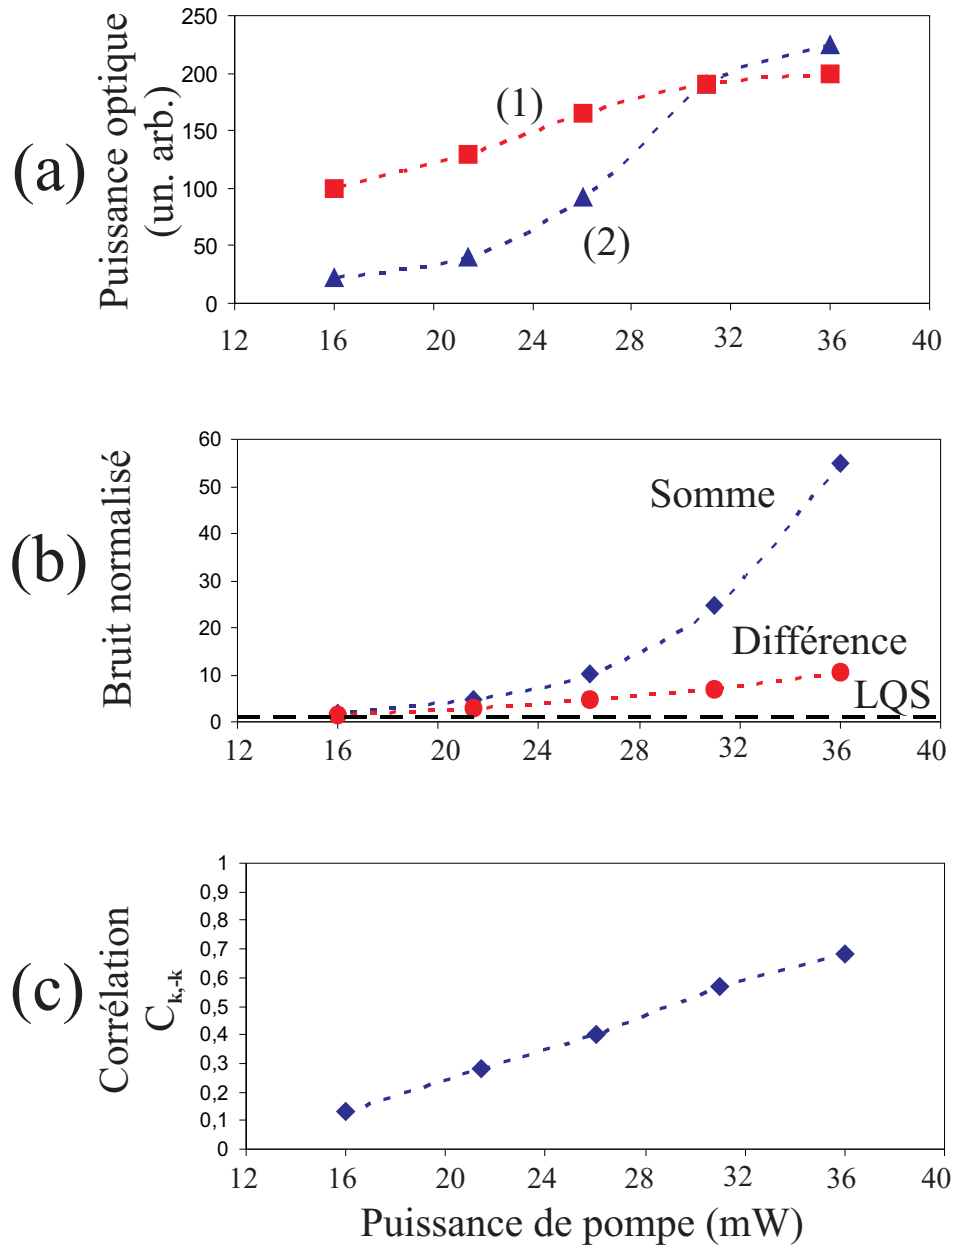 (a)
Puissance optique
(un. arb.)
250
200
150
100
50
0
(1)
(2)
12 16 20 24 28 32 36 40
(b)
Bruit normalisé
60
50
40
30
20
10
0
Somme
Différence
LQS
12 16 20 24 28 32 36 40
(c)
Corrélation
C k,-k
1
0,9
0,8
0,7
0,6
0,5
0,4
0,3
0,2
0,1
0
12 16 20 24 28 32 36 40
Puissance de pompe (mW)